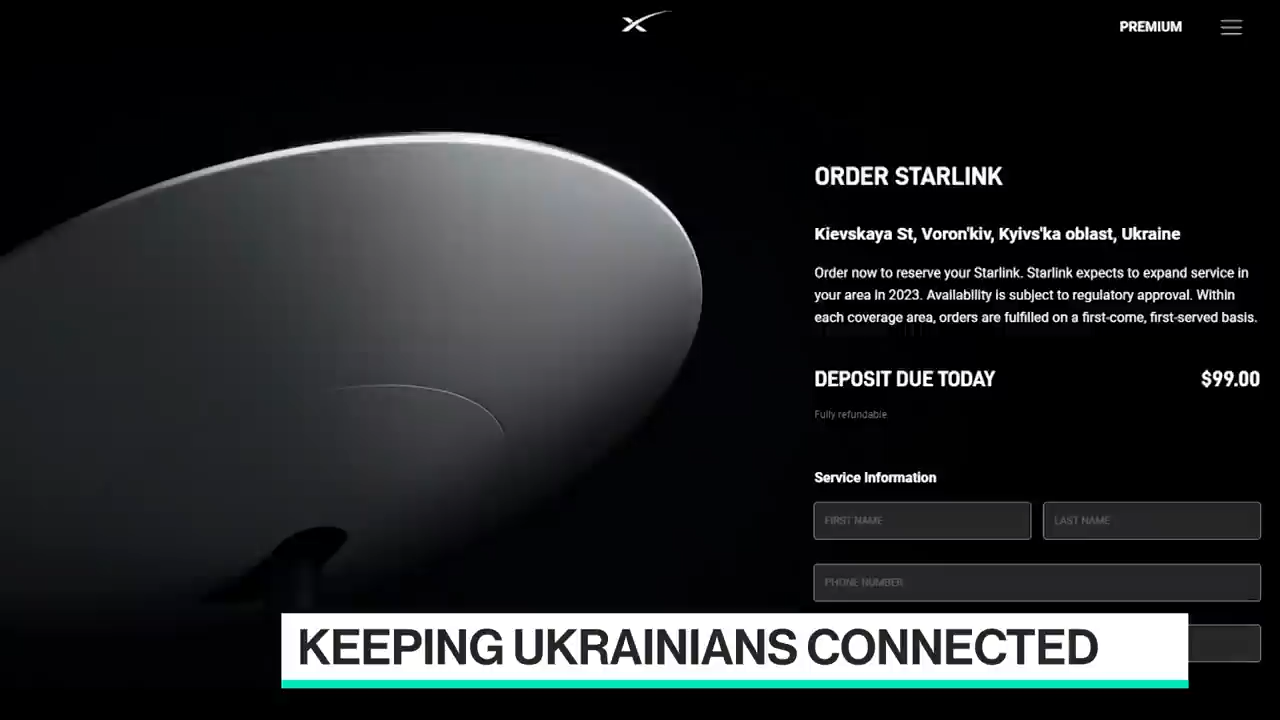 PREMIUM
ORDER STARLINK
Kievskaya St, Voron'kiv, Kyivs'ka oblast, Ukraine
Order now to reserve your Starlink. Starlink expects to expand service in
your area in 2023. Availability is subject to regulatory approval. Within
each coverage area, orders are fulfilled on a first-come, first-served basis.
DEPOSIT DUE TODAY $99.00
Fully refundable
Service Information
FIRST NAME LAST NAME
PHONE NUMBER
KEEPING UKRAINIANS CONNECTED